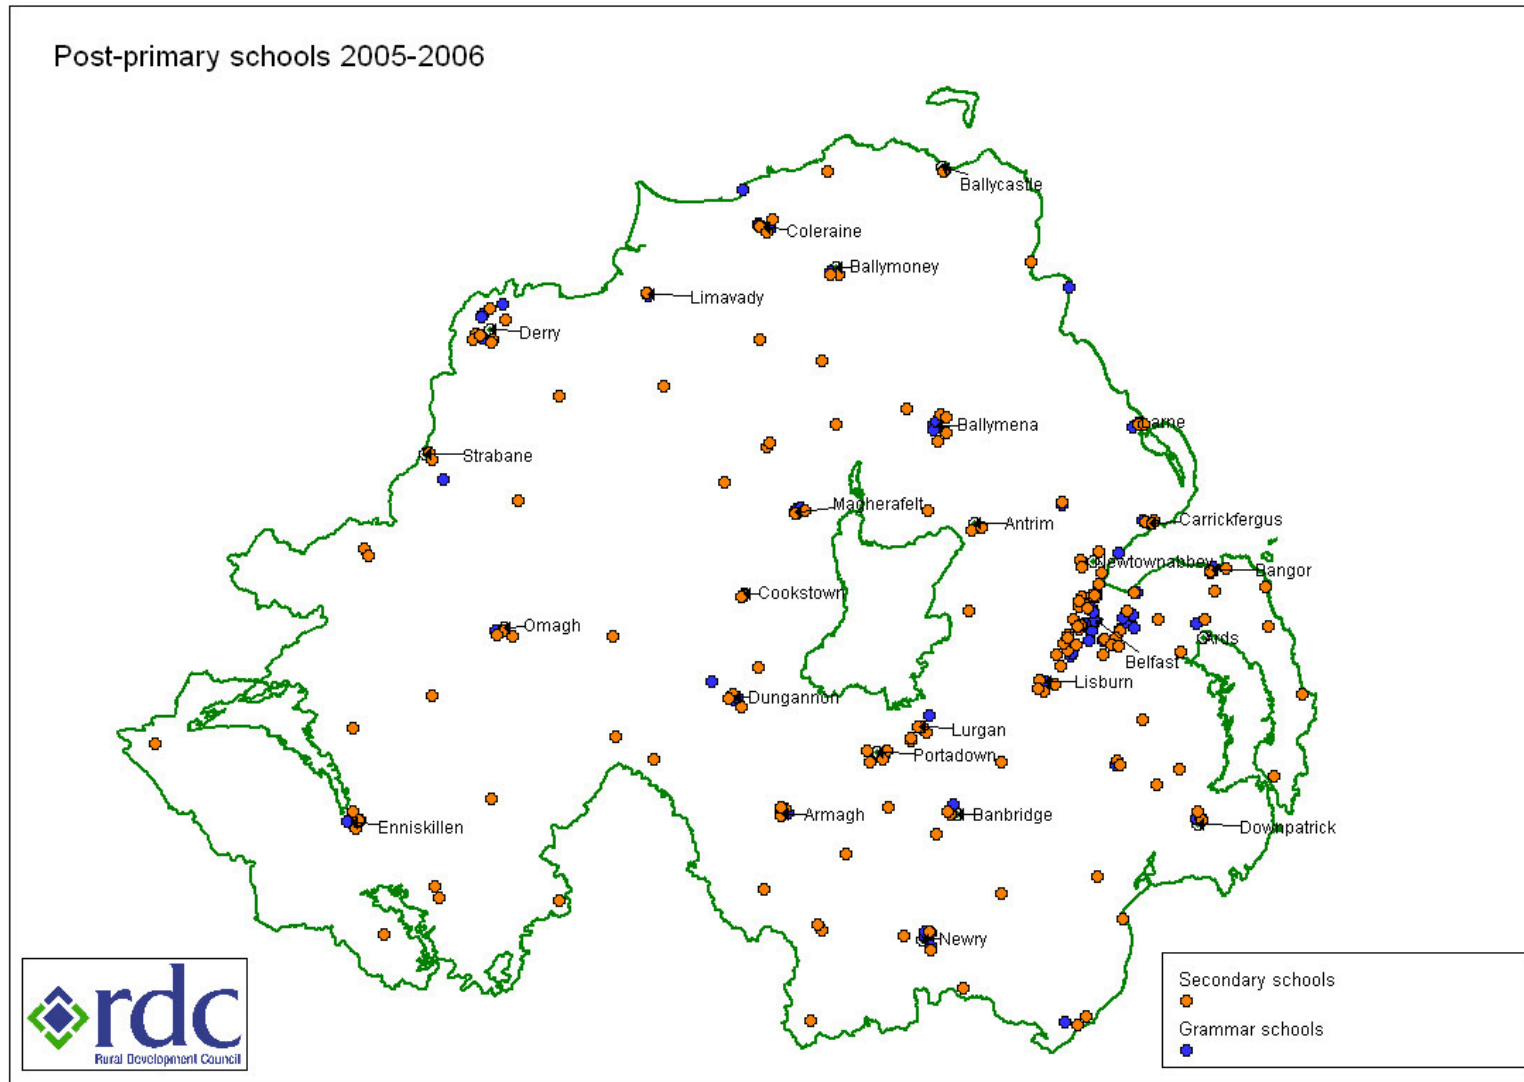 Post-primary schools 2005-2006
Ballycastle
Coleraine
Ballymoney
Limavady
Derry
Ballymena
Strabane
Magherafelt
Antrim
Carrickfergus
Newtownabbey
Bangor
Cookstown
Omagh
Ards
Belfast
Lisburn
Dungannon
Lurgan
Portadown
Armagh
Banbridge
Enniskillen
Downpatrick
Newry
Secondary schools
Grammar schools
rdc
Rural Development Council